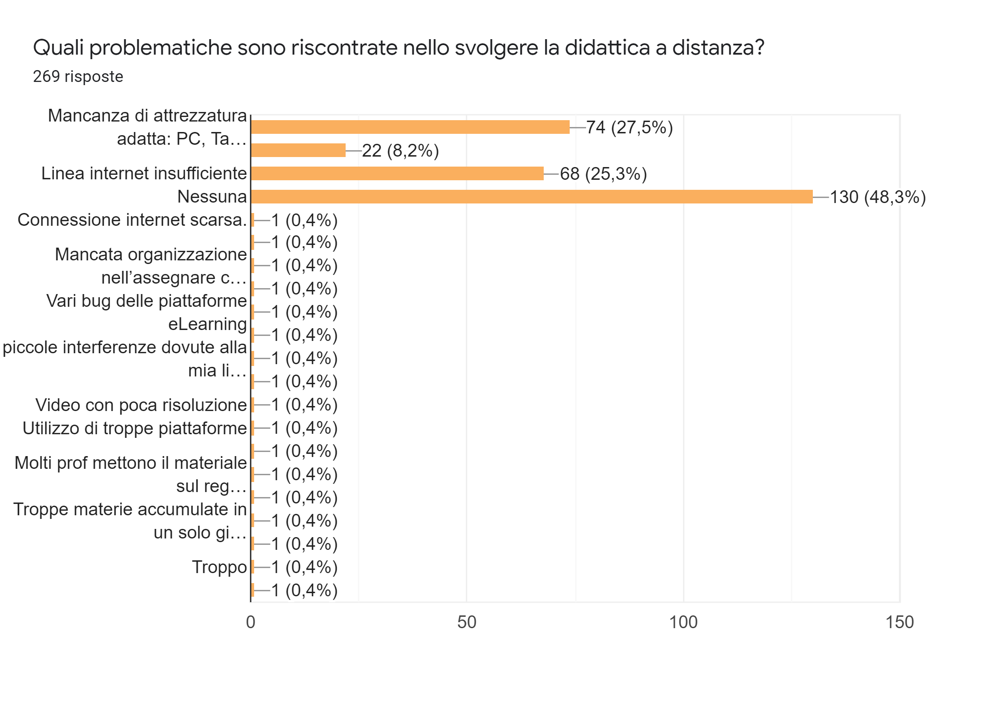 Quali problematiche sono riscontrate nello svolgere la didattica a distanza?
269 risposte
Mancanza di attrezzatura
adatta: PC, Ta…
74 (27,5%)
22 (8,2%)
Linea internet insufficiente
68 (25,3%)
Nessuna
130 (48,3%)
Connessione internet scarsa.
1 (0,4%)
1 (0,4%)
Mancata organizzazione
nell’assegnare c…
1 (0,4%)
1 (0,4%)
Vari bug delle piattaforme
eLearning
1 (0,4%)
1 (0,4%)
piccole interferenze dovute alla
mia li…
1 (0,4%)
1 (0,4%)
Video con poca risoluzione
1 (0,4%)
Utilizzo di troppe piattaforme
1 (0,4%)
1 (0,4%)
Molti prof mettono il materiale
sul reg…
1 (0,4%)
1 (0,4%)
Troppe materie accumulate in
un solo gi…
1 (0,4%)
1 (0,4%)
Troppo
1 (0,4%)
1 (0,4%)
0 50 100 150